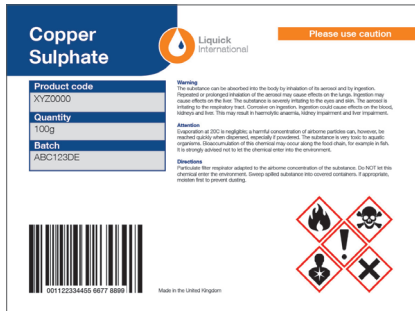 Copper
Sulphate
Liquick
International
Please use caution
Product code
XYZ0000
Quantity
100g
Batch
ABC123DE
Warning
The substance can be absorbed into the body by inhalation of its aerosol and by ingestion.
Repeated or prolonged inhalation of the aerosol may cause effects on the lungs. Ingestion may
cause effects on the liver. The substance is severely irritating to the eyes and skin. The aerosol is
irritating to the respiratory tract. Corrosive on ingestion. Ingestion could cause effects on the blood,
kidneys and liver. This may result in haemolytic anaemia, kidney impairment and liver impairment.
Attention
Evaporation at 20C is negligible; a harmful concentration of airborne particles can, however, be
reached quickly when dispersed, especially if powdered. The substance is very toxic to aquatic
organisms. Bioaccumulation of this chemical may occur along the food chain, for example in fish.
It is strongly advised not to let the chemical enter into the environment.
Directions
Particulate filter respirator adapted to the airborne concentration of the substance. Do NOT let this
chemical enter the environment. Sweep spilled substance into covered containers. If appropriate,
moisten first to prevent dusting.
001122334455 6677 8899
Made in the United Kingdom